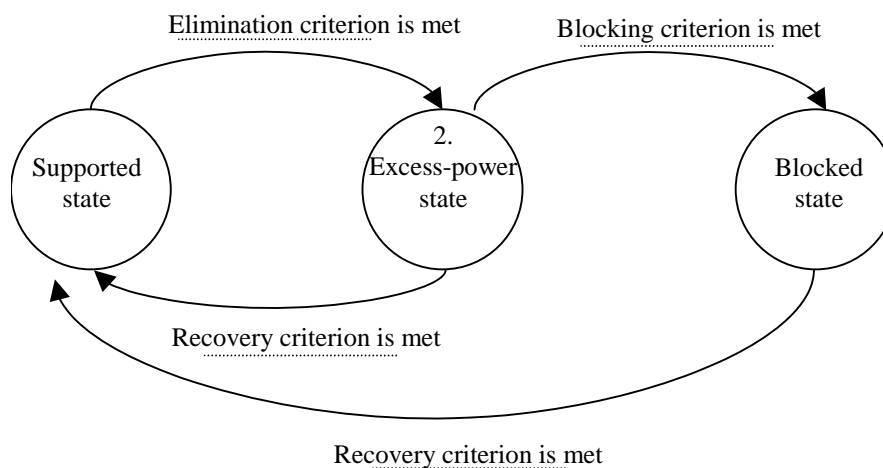 Elimination criterion is met
Blocking criterion is met
Supported
state
2.
Excess-power
state
Blocked
state
Recovery criterion is met
Recovery criterion is met